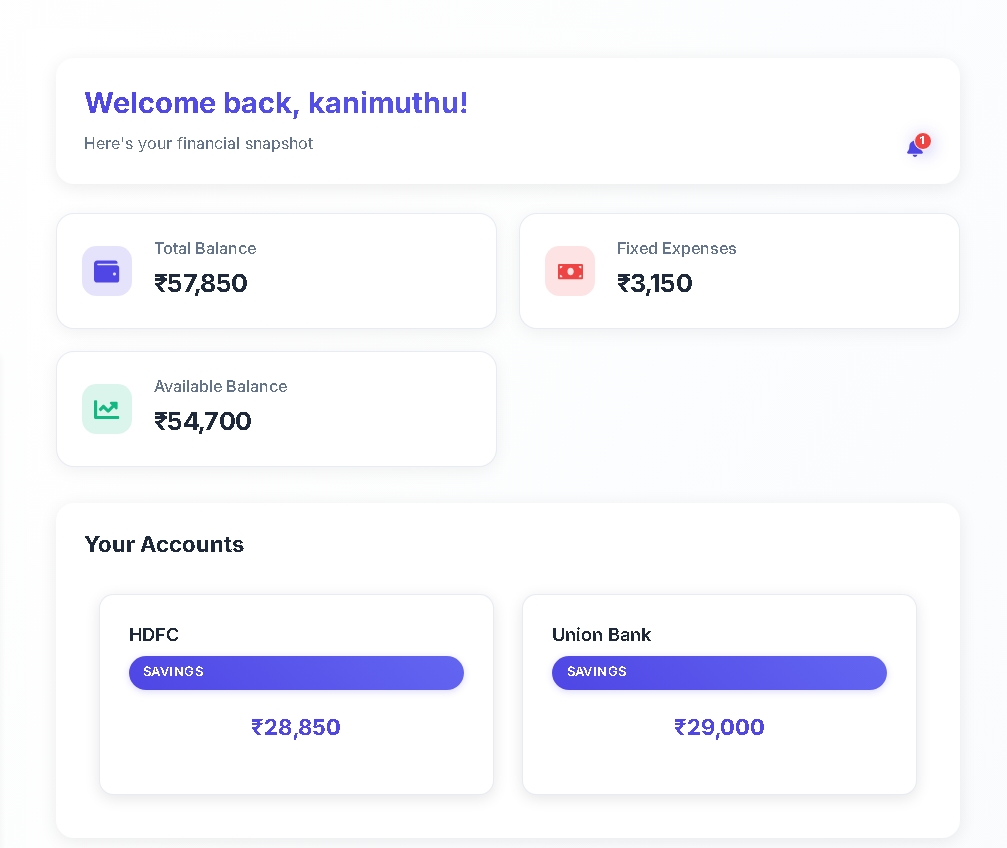 Welcome back, kanimuthu!
Here's your financial snapshot
1
Total Balance
₹57,850
Fixed Expenses
₹3,150
Available Balance
₹54,700
Your Accounts
HDFC
SAVINGS
₹28,850
Union Bank
SAVINGS
₹29,000